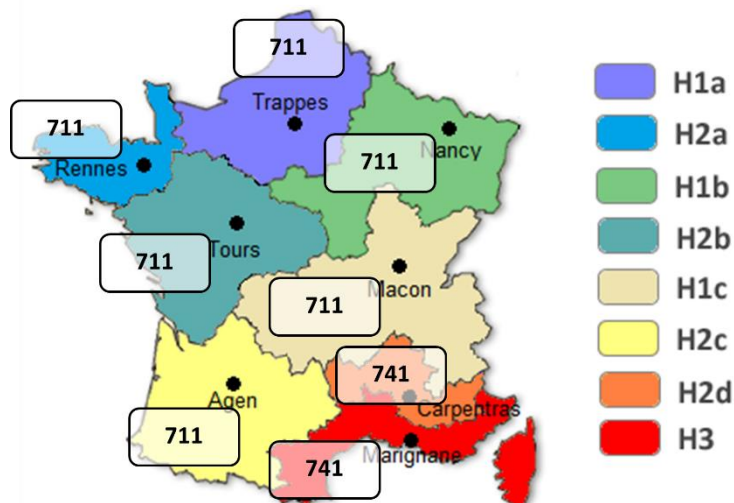 711
Trappes
711
Rennes
Nancy
711
Tours
711
Macon
711
741
Agen
Carpentras
711
Marignane
741
H1a
H2a
H1b
H2b
H1c
H2c
H2d
H3